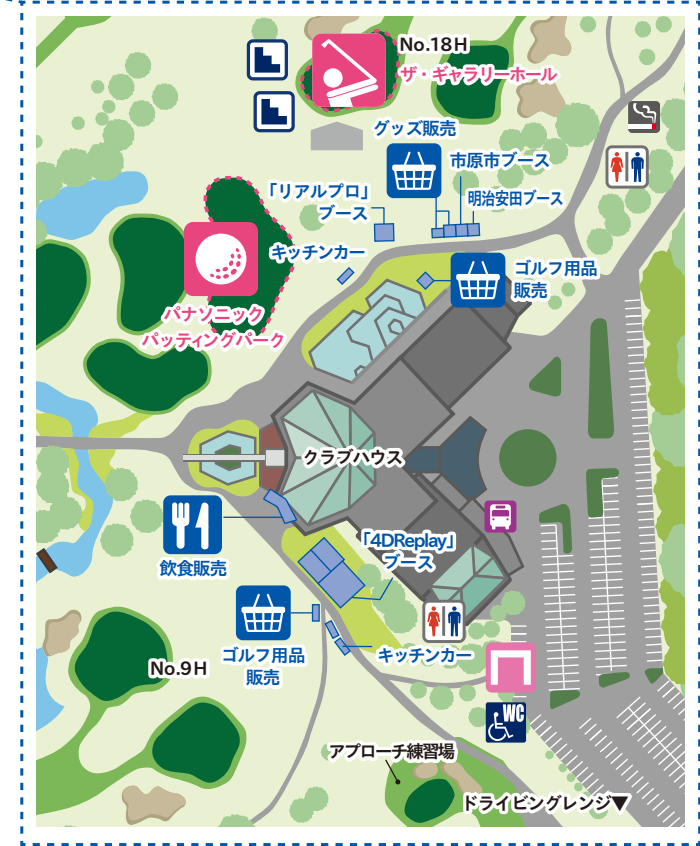 No.18H
ザ・ギャラリーホール
グッズ販売
市原市ブース
明治安田ブース
「リアルプロ」
ブース
キッチンカー
ゴルフ用品
販売
パナソニック
パッティングパーク
クラブハウス
飲食販売
「4DReplay」
ブース
ゴルフ用品
販売
キッチンカー
No.9H
WC
アプローチ練習場
ドライビングレンジ▼